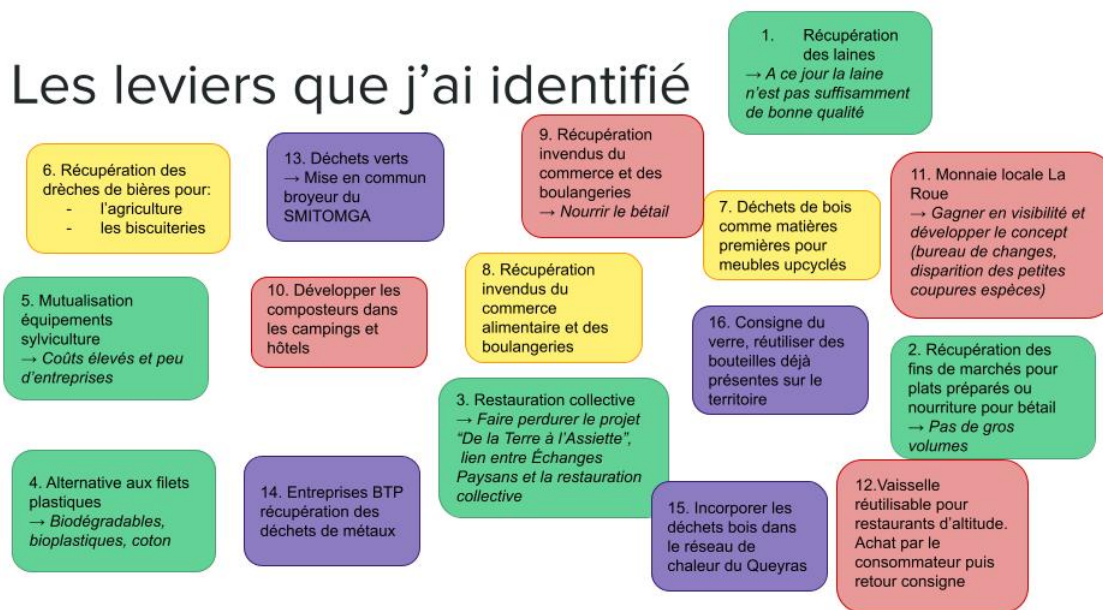 Les leviers que j'ai identifié
1. Récupération
des laines
→ A ce jour la laine
n'est pas suffisamment
de bonne qualité
6. Récupération des
drèches de bières pour:
- l'agriculture
- les biscuiteries
13. Déchets verts
→ Mise en commun
broyeur du
SMITOMGA
9. Récupération
invendus du
commerce et des
boulangeries
→ Nourrir le bétail
7. Déchets de bois
comme matières
premières pour
meubles upcyclés
11. Monnaie locale La
Roue
→ Gagner en visibilité et
développer le concept
(bureau de changes,
disparition des petites
coupures espèces)
5. Mutualisation
équipements
sylviculture
→ Coûts élevés et peu
d'entreprises
10. Développer les
composteurs dans
les campings et
hôtels
8. Récupération
invendus du
commerce
alimentaire et des
boulangeries
16. Consigne du
verre, réutiliser des
bouteilles déjà
présentes sur le
territoire
2. Récupération des
fins de marchés pour
plats préparés ou
nourriture pour bétail
→ Pas de gros
volumes
3. Restauration collective
→ Faire perdurer le projet
"De la Terre à l'Assiette",
lien entre Échanges
Paysans et la restauration
collective
4. Alternative aux filets
plastiques
→ Biodégradables,
bioplastiques, coton
14. Entreprises BTP
récupération des
déchets de métaux
15. Incorporer les
déchets bois dans
le réseau de
chaleur du Queyras
12.Vaisselle
réutilisable pour
restaurants d'altitude.
Achat par le
consommateur puis
retour consigne